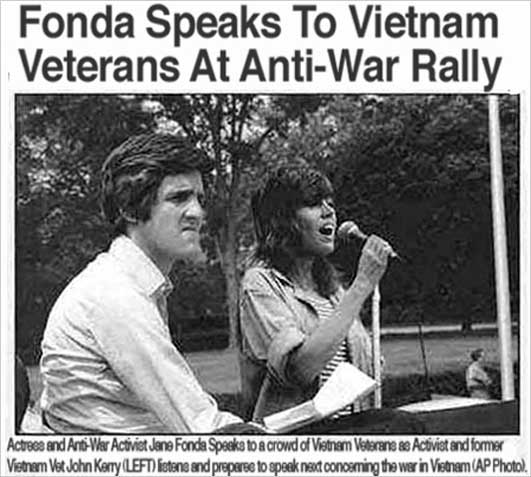 Fonda Speaks To Vietnam
Veterans At Anti-War Rally
Actress and Anti-War Activist Jane Fonda Speaks to a crowd of Vietnam Veterans as Activist and former
Vietnam Vet John Kerry (LEFT) listens and prepares to speak next concerning the war in Vietnam (AP Photo).